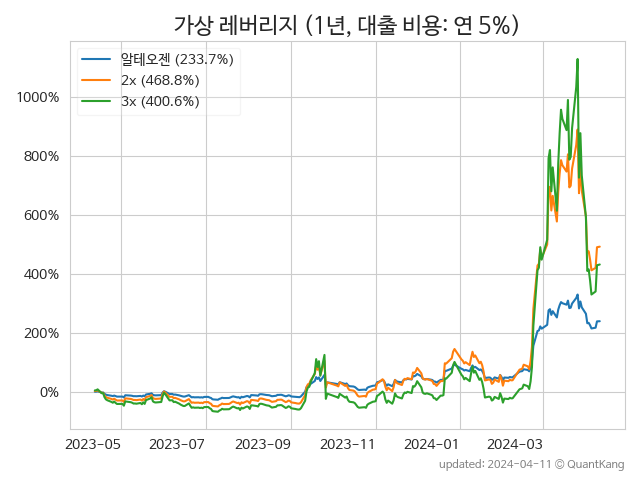 가상 레버리지 (1년, 대출 비용: 연 5%)
알테오젠 (233.7%)
2x (468.8%)
3x (400.6%)
1000%
800%
600%
400%
200%
0%
2023-05 2023-07 2023-09 2023-11 2024-01 2024-03
updated: 2024-04-11 © QuantKang